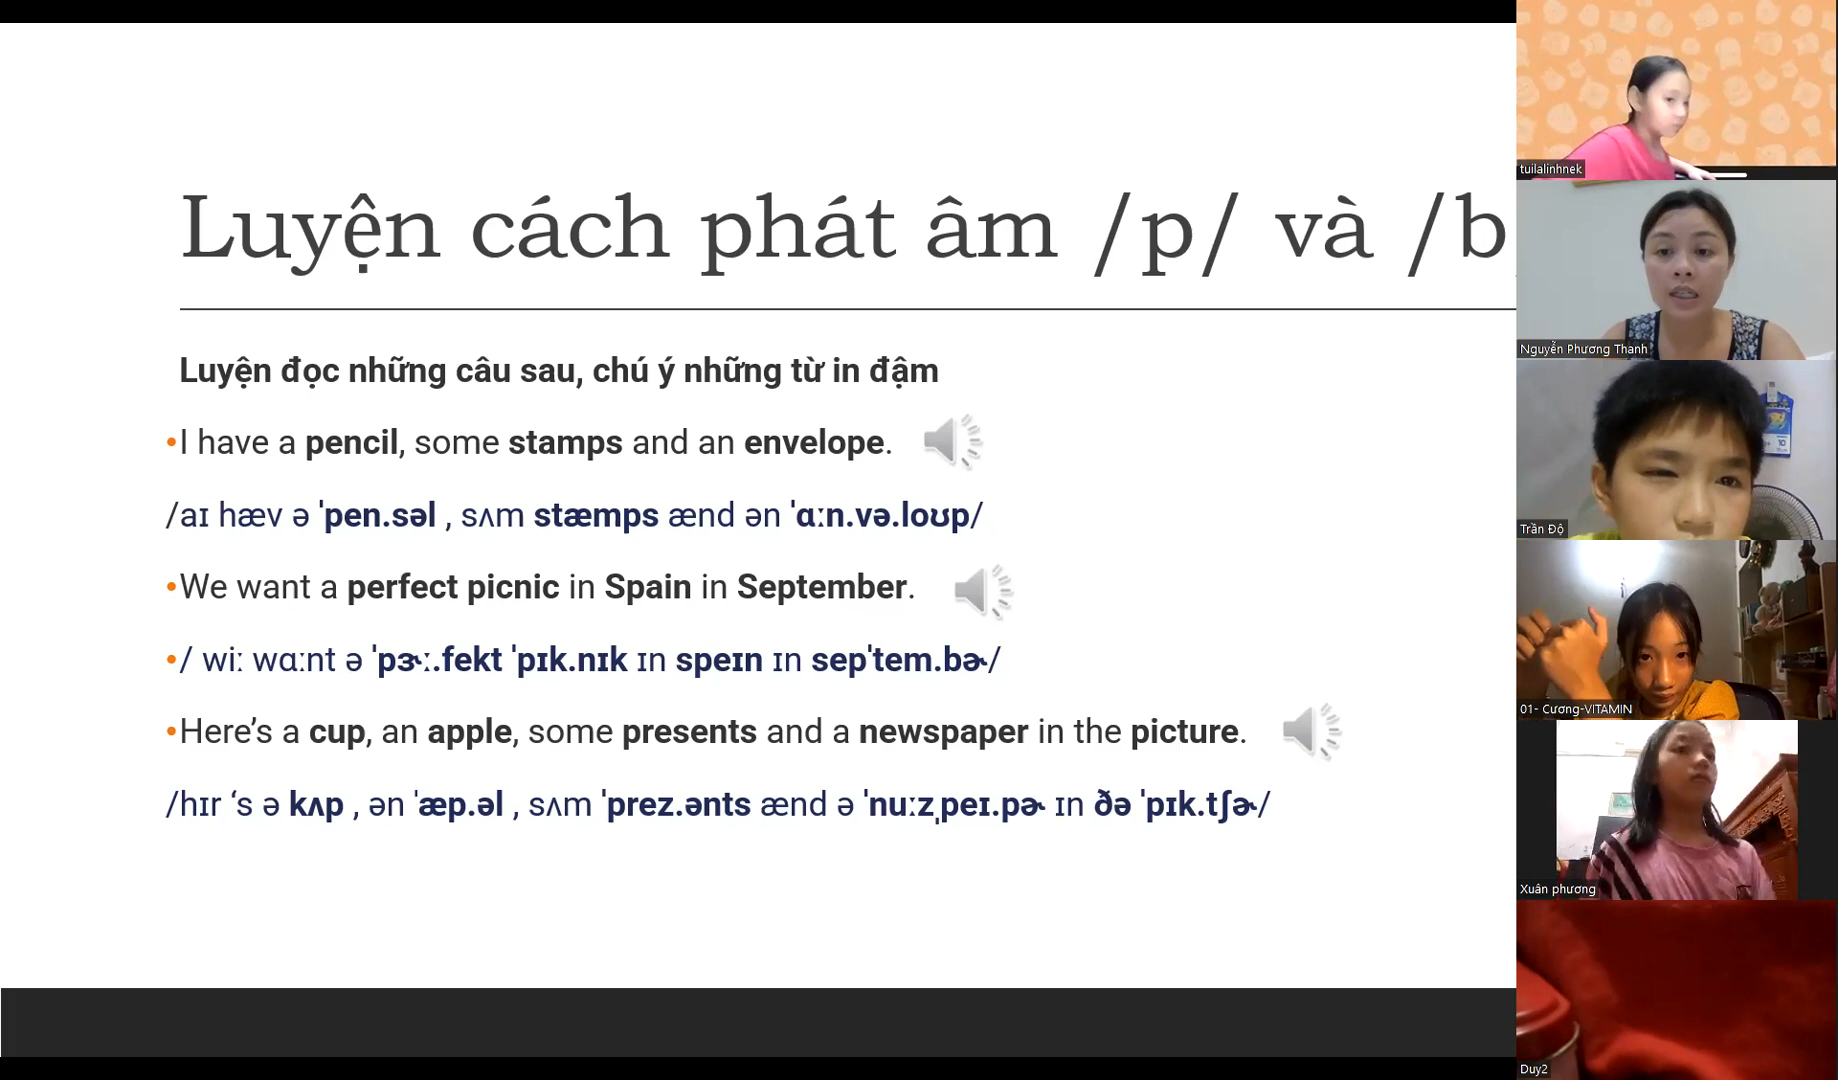 Luyện cách phát âm /p/ và /b
Luyện đọc những câu sau, chú ý những từ in đậm
•I have a pencil, some stamps and an envelope.
/aɪ hæv ə ˈpen.səl , sʌm stæmps ænd ən ˈɑːn.və.loʊp/
•We want a perfect picnic in Spain in September.
•/ wiː wɑːnt ə ˈpɝː.fekt ˈpɪk.nɪk ɪn speɪn ɪn sepˈtem.bɚ/
•Here’s a cup, an apple, some presents and a newspaper in the picture.
/hɪr ‘s ə kʌp , ən ˈæp.əl , sʌm ˈprez.ənts ænd ə ˈnuːzˌpeɪ.pɚ ɪn ðə ˈpɪk.tʃɚ/
tuilalinhnek
Nguyễn Phương Thanh
Trần Độ
01- Cương-VITAMIN
Xuân phương
Duy2